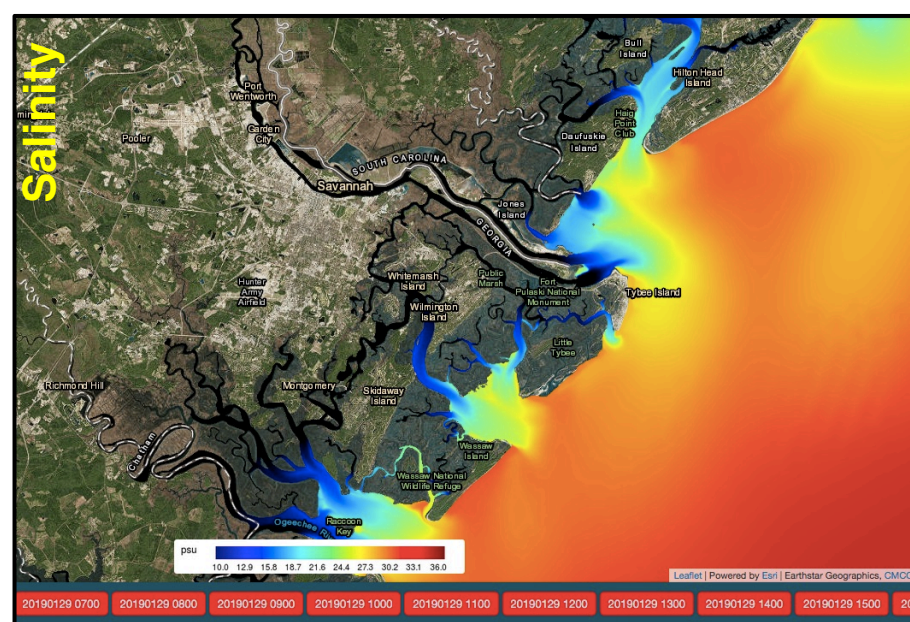 Salinity
Bull
Island
Hilton Head
Island
Port
Wentworth
Haig
Point
Club
Garden
City
Pooler
Daufuskie
Island
SOUTH CAROLINA
Savannah
Jones
Island
GEORGIA
Whitemarsh
Island
Public
Marsh
Fort
Pulaski National
Monument
Tybee Island
Hunter
Army
Airfield
Wilmington
Island
Little
Tybee
Richmond Hill
Montgomery
Skidaway
Island
Chatham
Wassaw
Island
Wassaw National
Wildlife Refuge
Raccoon
Key
Ogeechee R
psu
10.0 12.9 15.8 18.7 21.6 24.4 27.3 30.2 33.1 36.0
Leaflet | Powered by Esri | Earthstar Geographics, CMCC
20190129 0700 20190129 0800 20190129 0900 20190129 1000 20190129 1100 20190129 1200 20190129 1300 20190129 1400 20190129 1500 20